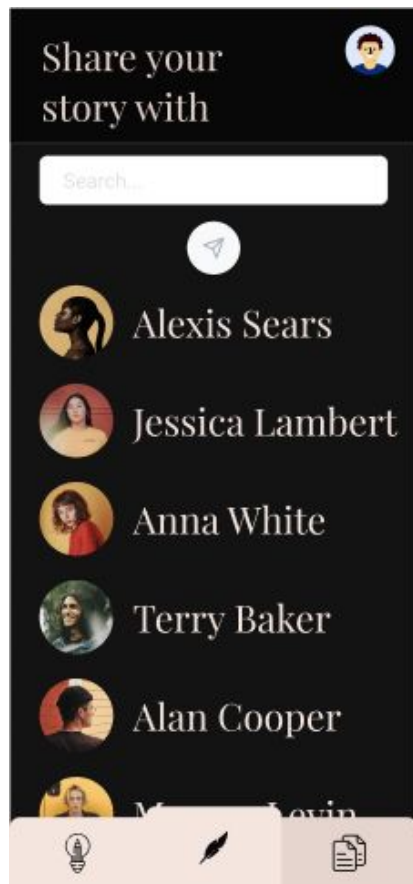 Share your
story with
Search...
Alexis Sears
Jessica Lambert
Anna White
Terry Baker
Alan Cooper